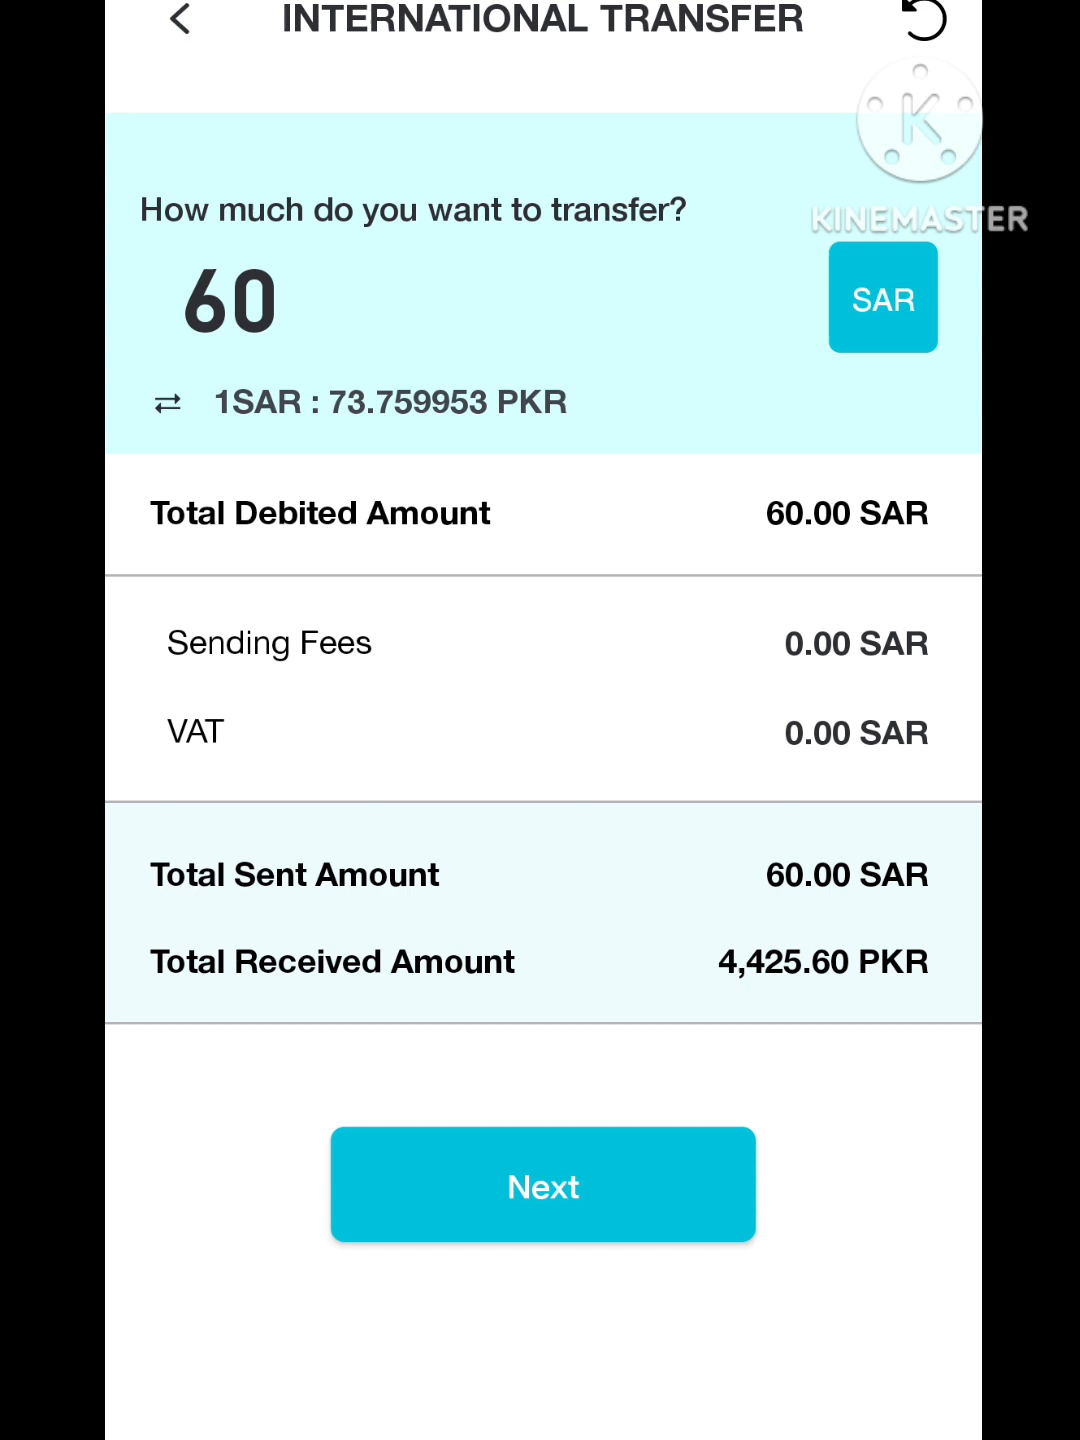 INTERNATIONAL TRANSFER
K
KINEMASTER
How much do you want to transfer?
60
SAR
1SAR : 73.759953 PKR
Total Debited Amount 60.00 SAR
Sending Fees 0.00 SAR
VAT 0.00 SAR
Total Sent Amount 60.00 SAR
Total Received Amount 4,425.60 PKR
Next